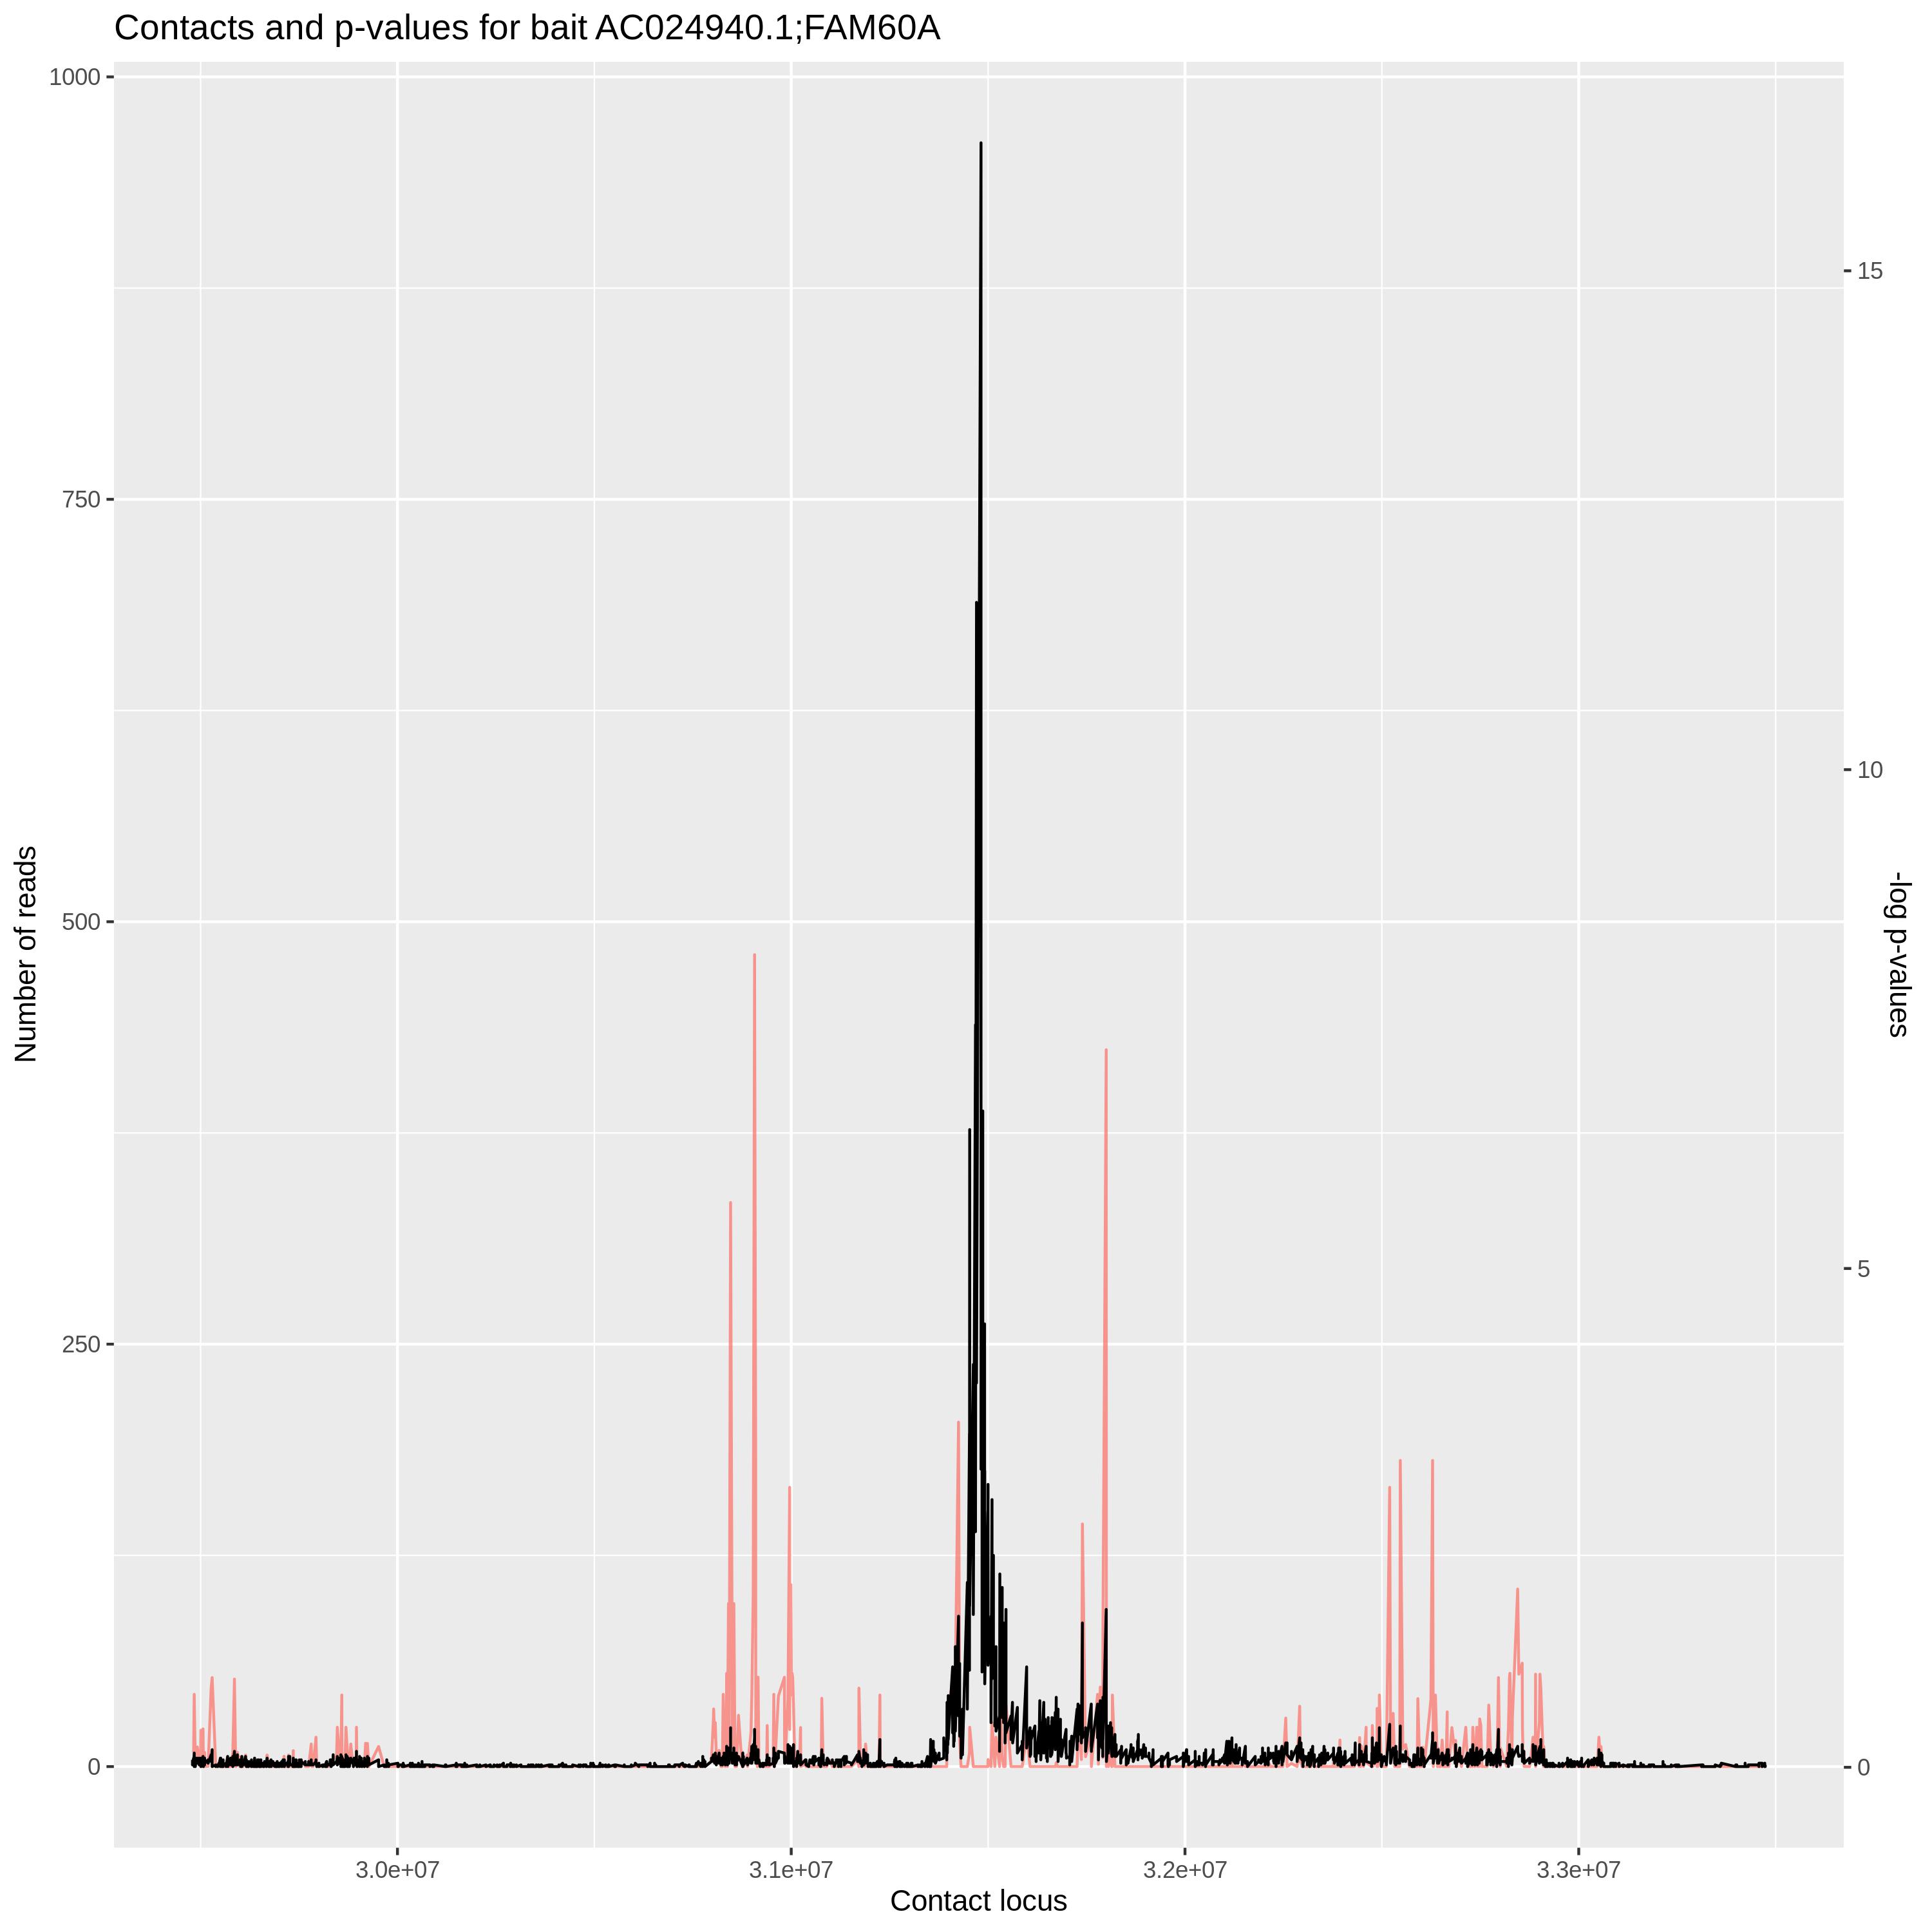 Contacts and p-values for bait AC024940.1;FAM60A
1000
750
500
250
0
Number of reads
15
10
5
0
-log p-values
3.0e+07 3.1e+07 3.2e+07 3.3e+07
Contact locus